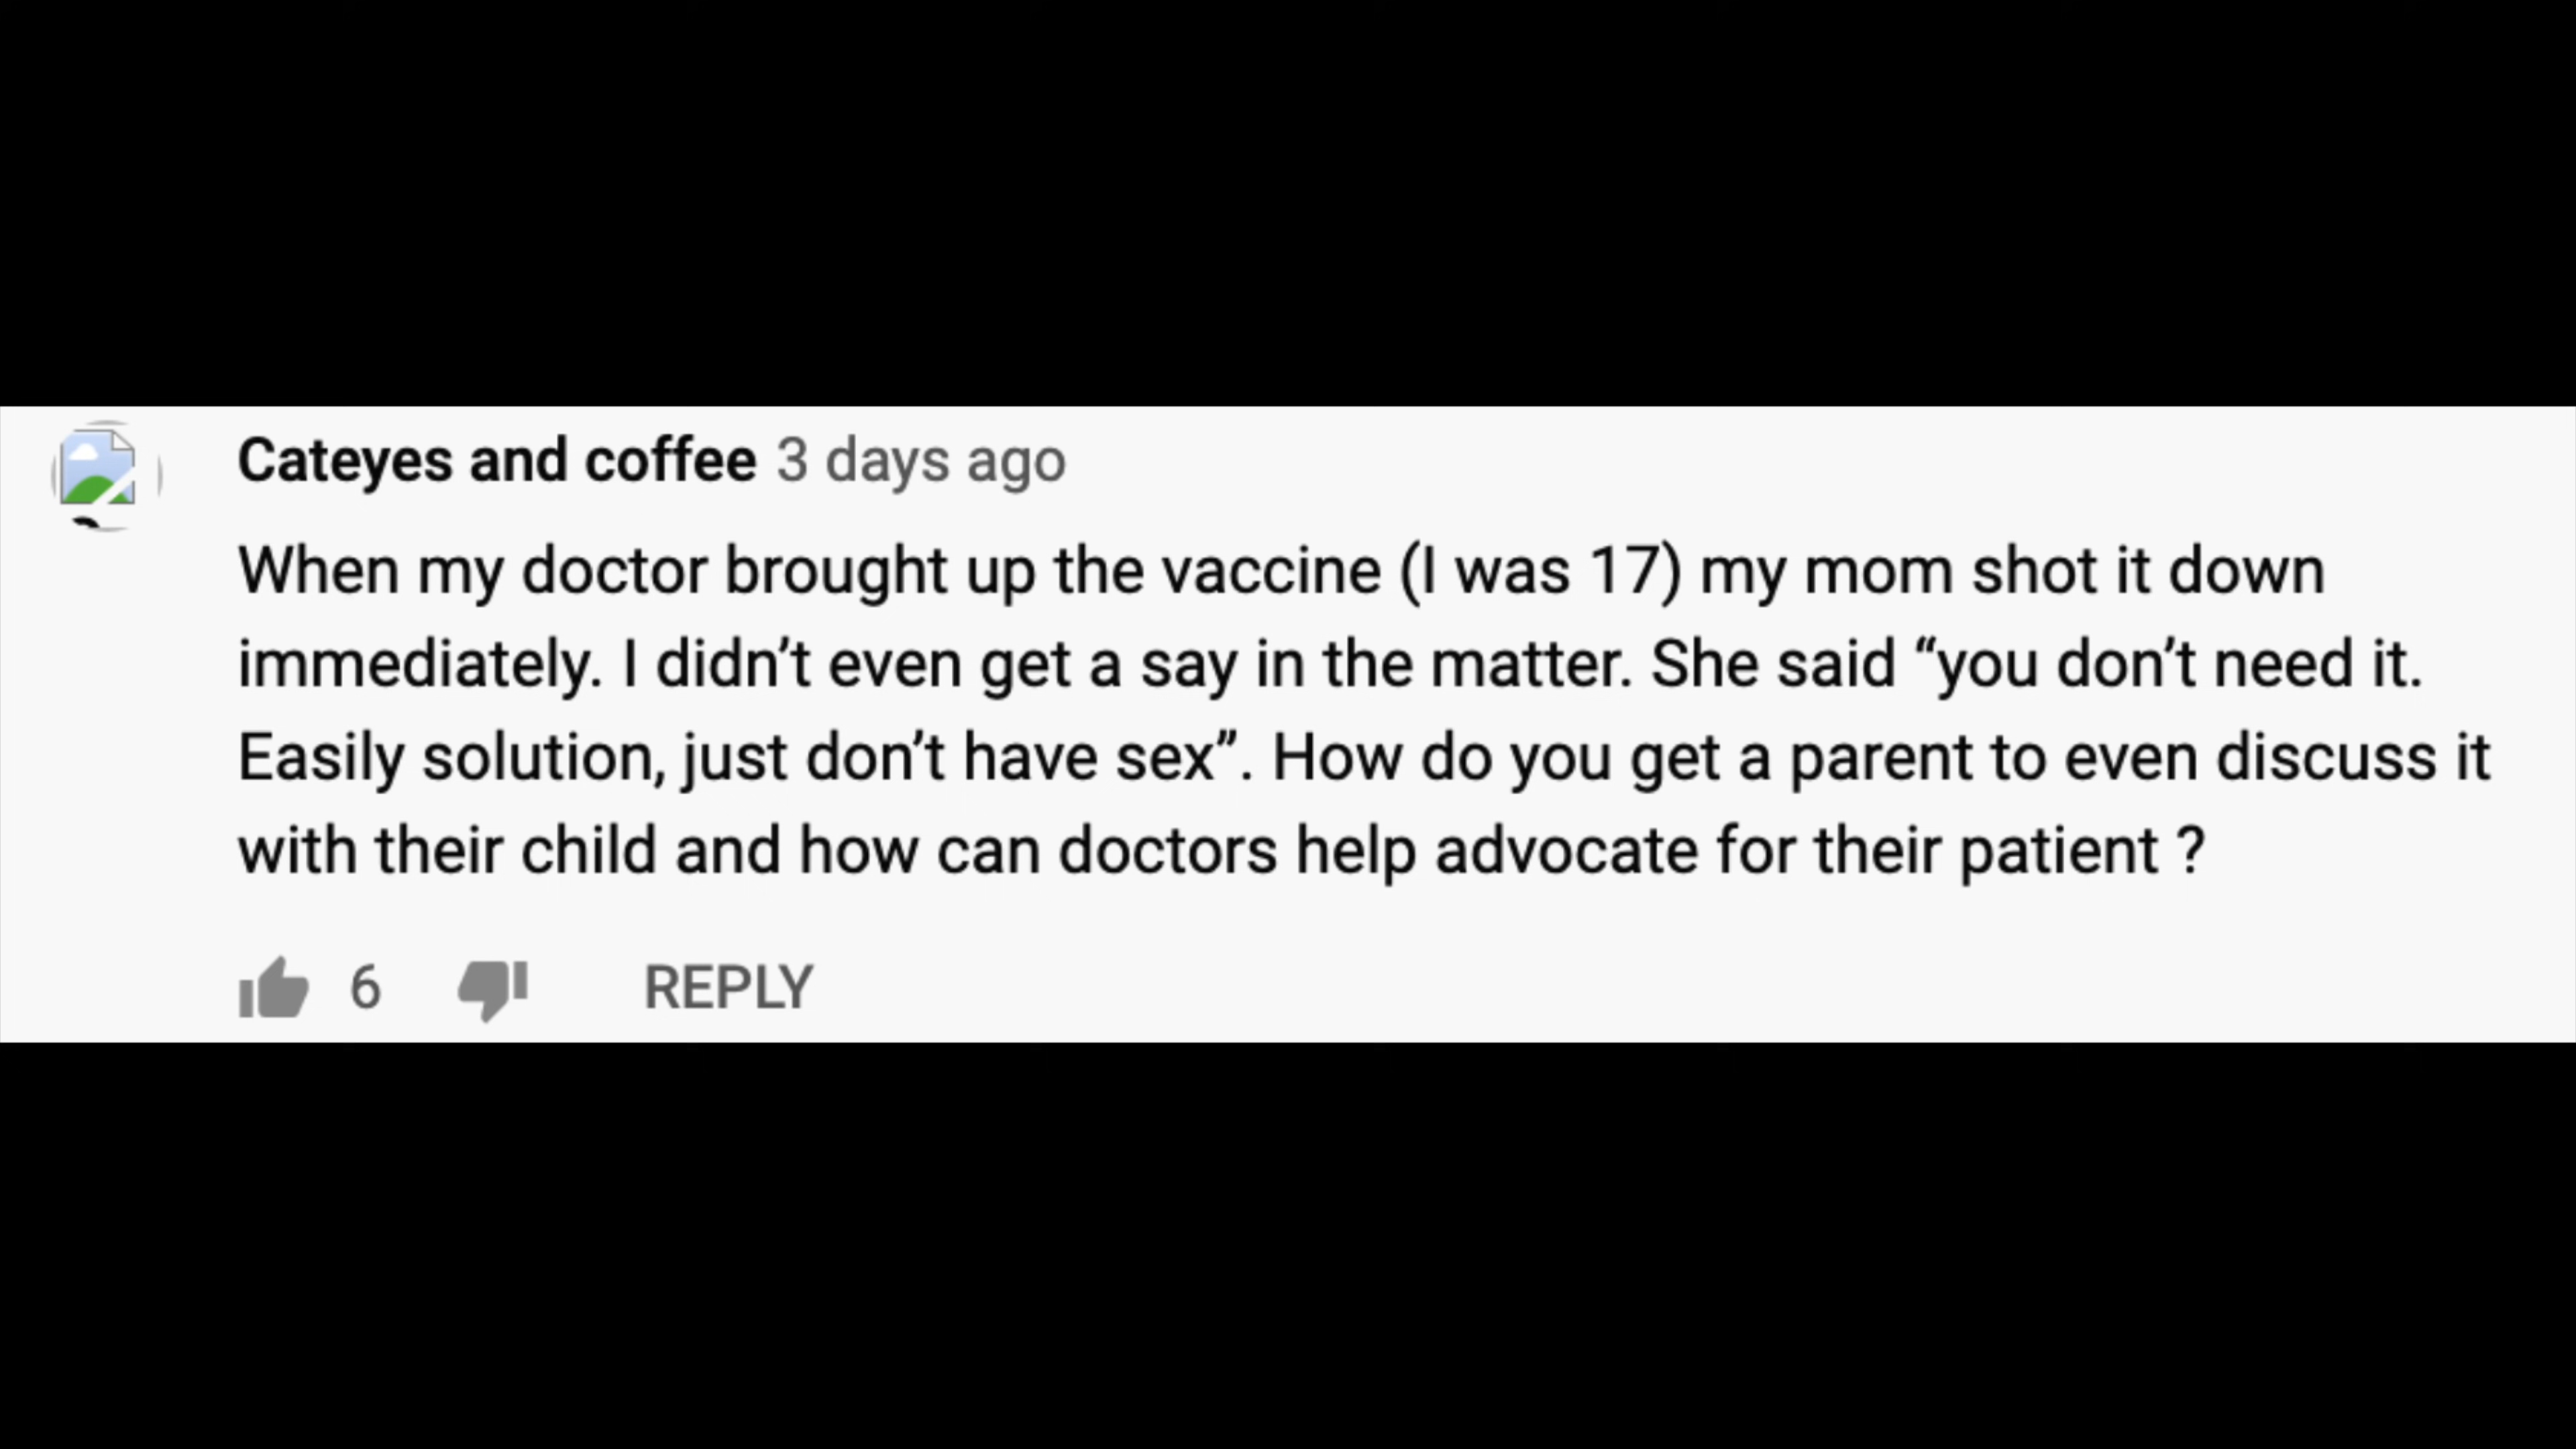 Cateyes and coffee 3 days ago
When my doctor brought up the vaccine (I was 17) my mom shot it down
immediately. I didn’t even get a say in the matter. She said “you don’t need it.
Easily solution, just don’t have sex”. How do you get a parent to even discuss it
with their child and how can doctors help advocate for their patient ?
6 REPLY